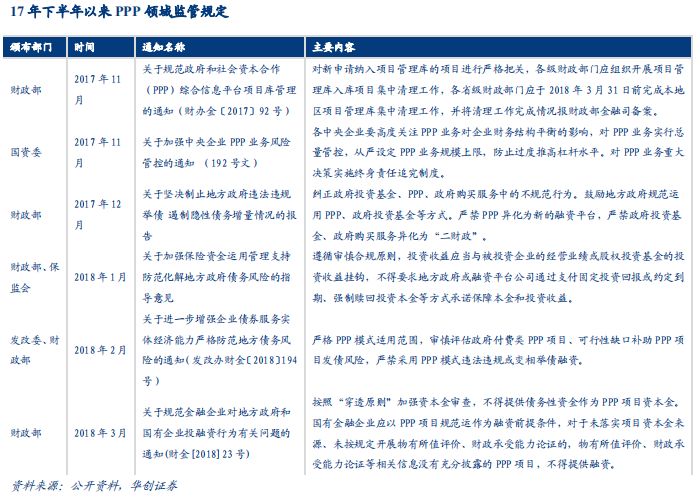 17 年下半年以来 PPP 领域监管规定
颁布部门 时间 通知名称 主要内容
财政部 2017 年 11 月 关于规范政府和社会资本合作（PPP）综合信息平台项目库管理的通知（财办金〔2017〕92 号） 对新申请纳入项目管理库的项目进行严格把关，各级财政部门应组织开展项目管理库入库项目集中清理工作，各省级财政部门应于 2018 年 3 月 31 日前完成本地区项目管理库集中清理工作，并将清理工作完成情况报财政部金融司备案。
国资委 2017 年 11 月 关于加强中央企业 PPP 业务风险管控的通知 （192 号文） 各中央企业要高度关注 PPP 业务对企业财务结构平衡的影响，对 PPP 业务实行总量管控，从严设定 PPP 业务规模上限，防止过度推高杠杆水平。对 PPP 业务重大决策实施终身责任追究制度。
财政部 2017 年 12 月 关于坚决制止地方政府违法违规举债 遏制隐性债务增量情况的报告 纠正政府投资基金、PPP、政府购买服务中的不规范行为。鼓励地方政府规范运用 PPP、政府投资基金等方式。严禁 PPP 异化为新的融资平台，严禁政府投资基金、政府购买服务异化为“二财政”。
财政部、保监会 2018 年 1 月 关于加强保险资金运用管理支持防范化解地方政府债务风险的指导意见 遵循审慎合规原则，投资收益应当与被投资企业的经营业绩或股权投资基金的投资收益挂钩，不得要求地方政府或融资平台公司通过支付固定投资回报或约定到期、强制赎回投资本金等方式承诺保障本金和投资收益。
发改委、财政部 2018 年 2 月 关于进一步增强企业债券服务实体经济能力严格防范地方债务风险的通知（发改办财金〔2018〕194 号） 严格 PPP 模式适用范围，审慎评估政府付费类 PPP 项目、可行性缺口补助 PPP 项目发债风险，严禁采用 PPP 模式违法违规或变相举债融资。
财政部 2018 年 3 月 关于规范金融企业对地方政府和国有企业投融资行为有关问题的通知(财金[2018]23 号) 按照“穿透原则”加强资本金审查，不得提供债务性资金作为 PPP 项目资本金。国有金融企业应以 PPP 项目规范运作为融资前提条件，对于未落实项目资本金来源、未按规定开展物有所值评价、财政承受能力论证的，物有所值评价、财政承受能力论证等相关信息没有充分披露的 PPP 项目，不得提供融资。
资料来源：公开资料，华创证券